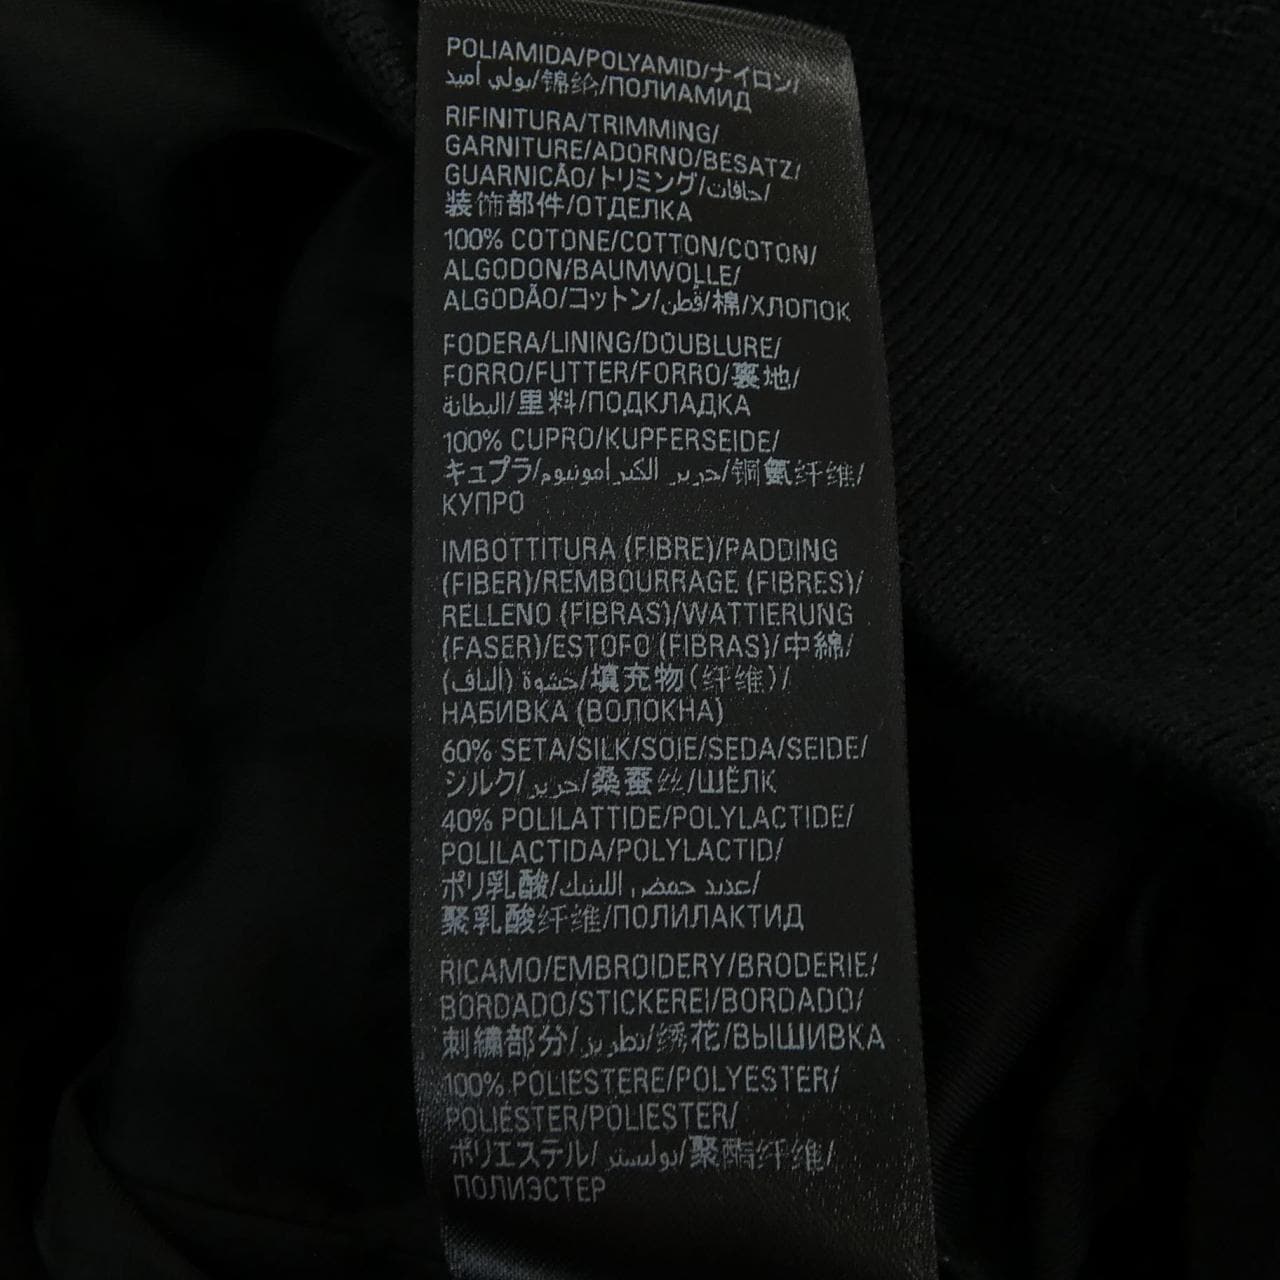 POLIAMIDA/POLYAMID/ナイロン/
بولي أميد/锦纶/ПОЛИАМИД
RIFINITURA/TRIMMING/
GARNITURE/ADORNO/BESATZ/
GUARNIÇÃO/トリミング/حافات/
装饰部件/ОТДЕЛКА
100% COTONE/COTTON/COTON/
ALGODON/BAUMWOLLE/
ALGODÃO/コットン/قطن/棉/ХЛОПОК
FODERA/LINING/DOUBLURE/
FORRO/FUTTER/FORRO/裏地/
البطانة/里料/ПОДКЛАДКА
100% CUPRO/KUPFERSEIDE/
キュプラ/حرير الكبرامونيوم/铜氨纤维/
КУПРО
IMBOTTITURA (FIBRE)/PADDING
(FIBER)/REMBOURRAGE (FIBRES)/
RELLENO (FIBRAS)/WATTIERUNG
(FASER)/ESTOFO (FIBRAS)/中綿/
حشوة (الياف)/填充物(纤维)/
НАБИВКА (ВОЛОКНА)
60% SETA/SILK/SOIE/SEDA/SEIDE/
シルク/حرير/桑蚕丝/ШЁЛК
40% POLILATTIDE/POLYLACTIDE/
POLILACTIDA/POLYLACTID/
ポリ乳酸/عديد حمض اللبنيك/
聚乳酸纤维/ПОЛИЛАКТИД
RICAMO/EMBROIDERY/BRODERIE/
BORDADO/STICKEREI/BORDADO/
刺繍部分/تطريز/绣花/ВЫШИВКА
100% POLIESTERE/POLYESTER/
POLIÉSTER/POLIESTER/
ポリエステル/بوليستر/聚酯纤维/
ПОЛИЭСТЕР